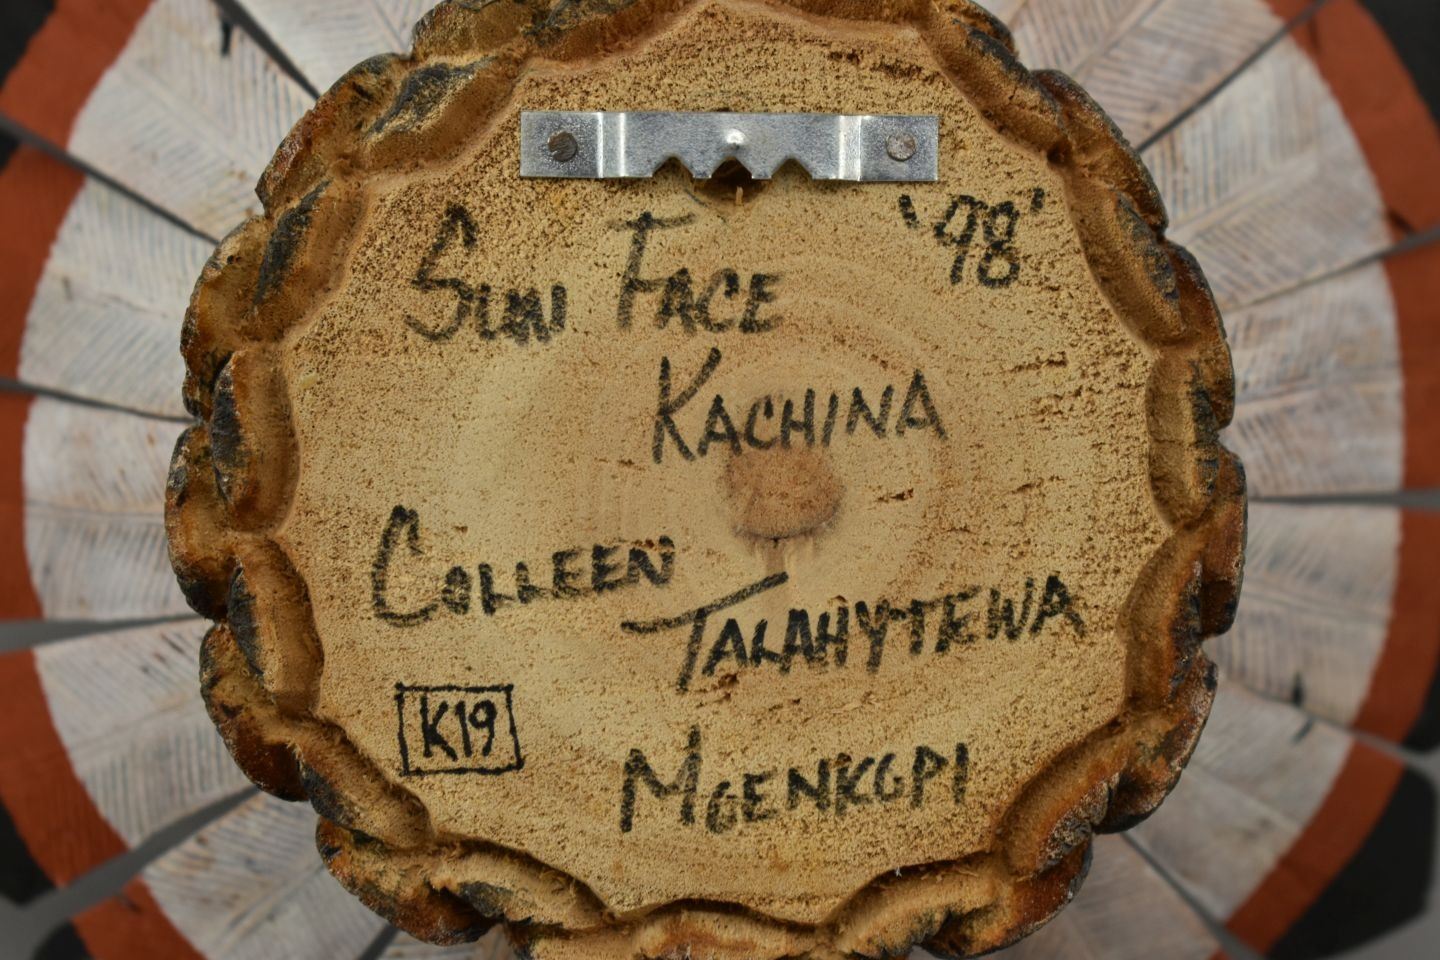 '98'
SUN FACE
KACHINA
COLLEEN
TALAHYTEWA
K19
MOENKOPI